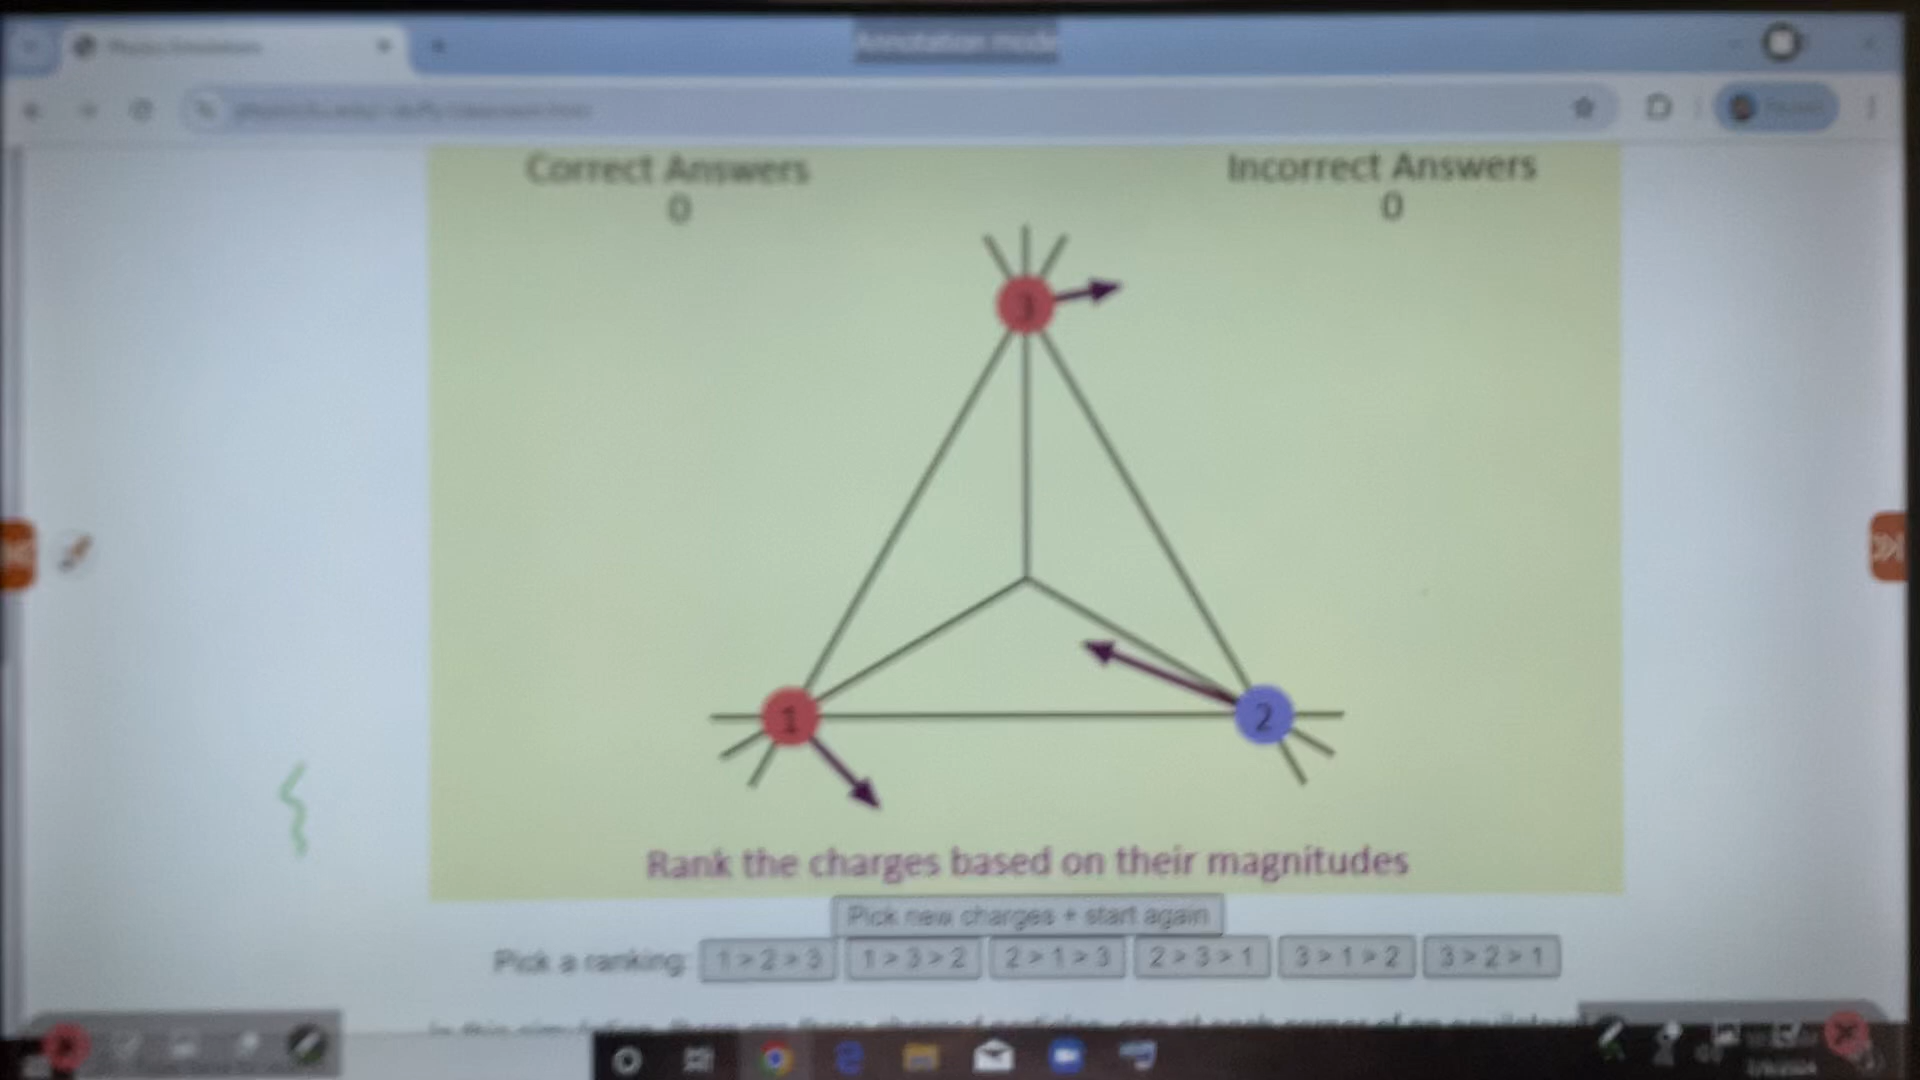 Annotation mode
Correct Answers
0
Incorrect Answers
0
3
1
2
Rank the charges based on their magnitudes
Pick new charges + start again
Pick a ranking: 1 > 2 > 3 1 > 3 > 2 2 > 1 > 3 2 > 3 > 1 3 > 1 > 2 3 > 2 > 1